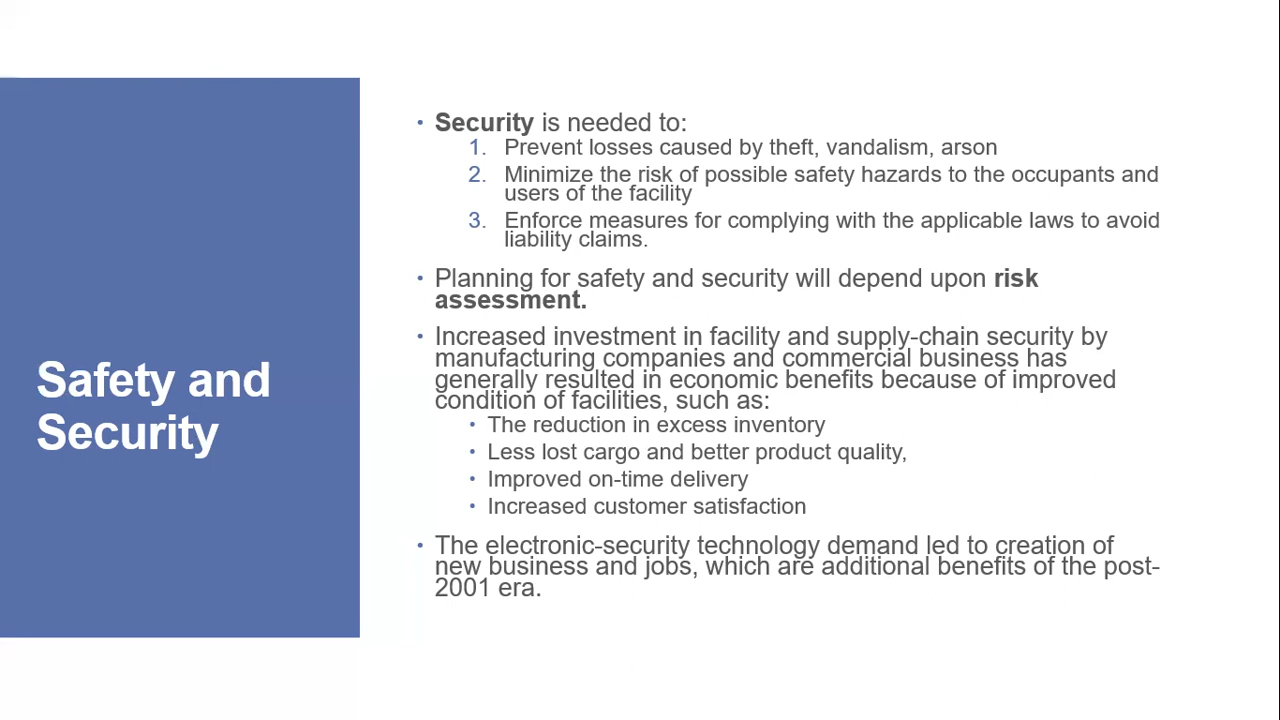 Safety and
Security
• Security is needed to:
1. Prevent losses caused by theft, vandalism, arson
2. Minimize the risk of possible safety hazards to the occupants and
users of the facility
3. Enforce measures for complying with the applicable laws to avoid
liability claims.
• Planning for safety and security will depend upon risk
assessment.
• Increased investment in facility and supply-chain security by
manufacturing companies and commercial business has
generally resulted in economic benefits because of improved
condition of facilities, such as:
• The reduction in excess inventory
• Less lost cargo and better product quality,
• Improved on-time delivery
• Increased customer satisfaction
• The electronic-security technology demand led to creation of
new business and jobs, which are additional benefits of the post-
2001 era.